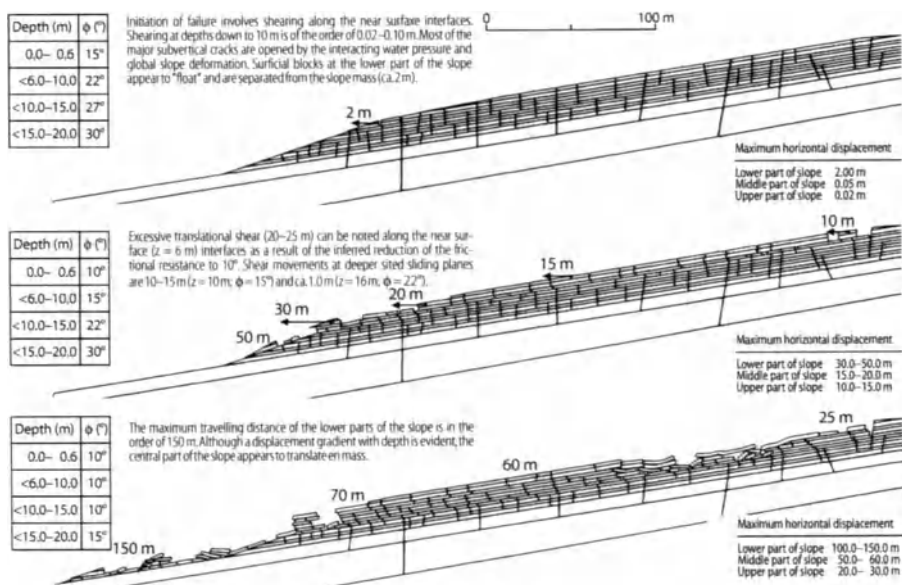 Depth (m) ϕ (°)
0.0– 0.6 15°
<6.0–10.0 22°
<10.0–15.0 27°
<15.0–20.0 30°
Initiation of failure involves shearing along the near surfaxe interfaces.
Shearing at depths down to 10 m is of the order of 0.02–0.10 m. Most of the
major subvertical cracks are opened by the interacting water pressure and
global slope deformation. Surficial blocks at the lower part of the slope
appear to "float" and are separated from the slope mass (ca. 2 m).
0 100 m
2 m
Maximum horizontal displacement
Lower part of slope 2.00 m
Middle part of slope 0.05 m
Upper part of slope 0.02 m
Depth (m) ϕ (°)
0.0– 0.6 10°
<6.0–10.0 15°
<10.0–15.0 22°
<15.0–20.0 30°
Excessive translational shear (20–25 m) can be noted along the near sur-
face (z = 6 m) interfaces as a result of the inferred reduction of the fric-
tional resistance to 10°. Shear movements at deeper sited sliding planes
are 10–15 m (z = 10 m; ϕ = 15°) and ca. 1.0 m (z = 16 m; ϕ = 22°).
10 m
15 m
20 m
30 m
50 m
Maximum horizontal displacement
Lower part of slope 30.0–50.0 m
Middle part of slope 15.0–20.0 m
Upper part of slope 10.0–15.0 m
Depth (m) ϕ (°)
0.0– 0.6 10°
<6.0–10.0 10°
<10.0–15.0 10°
<15.0–20.0 15°
The maximum travelling distance of the lower parts of the slope is in the
order of 150 m. Although a displacement gradient with depth is evident, the
central part of the slope appears to translate en mass.
25 m
60 m
70 m
150 m
Maximum horizontal displacement
Lower part of slope 100.0–150.0 m
Middle part of slope 50.0– 60.0 m
Upper part of slope 20.0– 30.0 m